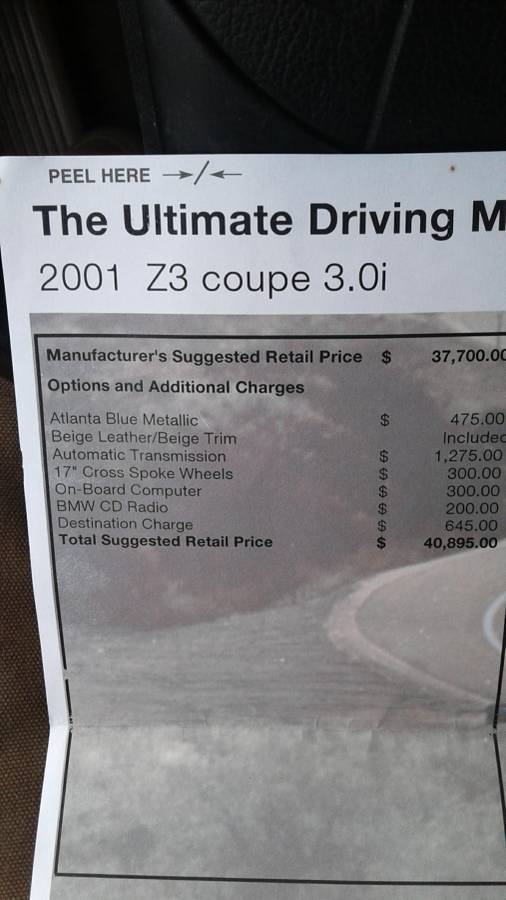 PEEL HERE →/←
The Ultimate Driving M
2001 Z3 coupe 3.0i
Manufacturer's Suggested Retail Price $ 37,700.00
Options and Additional Charges
Atlanta Blue Metallic $ 475.00
Beige Leather/Beige Trim Included
Automatic Transmission $ 1,275.00
17" Cross Spoke Wheels $ 300.00
On-Board Computer $ 300.00
BMW CD Radio $ 200.00
Destination Charge $ 645.00
Total Suggested Retail Price $ 40,895.00